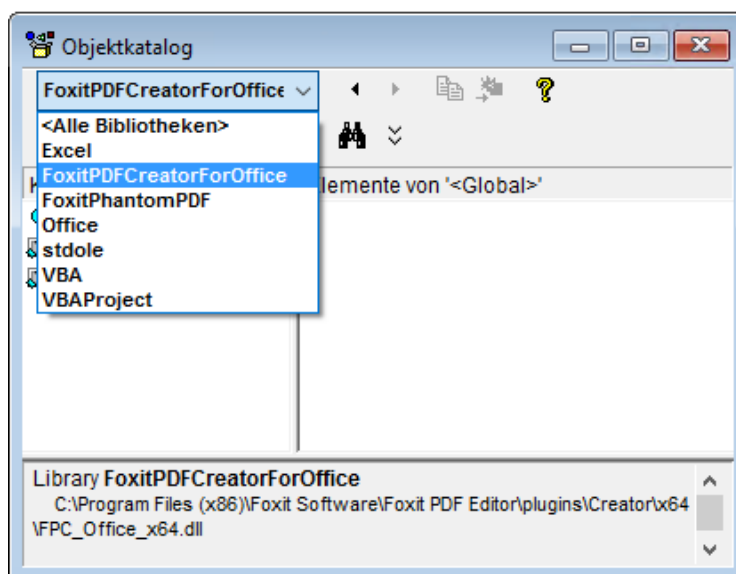 Objektkatalog
FoxitPDFCreatorForOffice
<Alle Bibliotheken>
Excel
FoxitPDFCreatorForOffice
lemente von '<Global>'
FoxitPhantomPDF
Office
stdole
VBA
VBAProject
Library FoxitPDFCreatorForOffice
C:\Program Files (x86)\Foxit Software\Foxit PDF Editor\plugins\Creator\x64
\FPC_Office_x64.dll